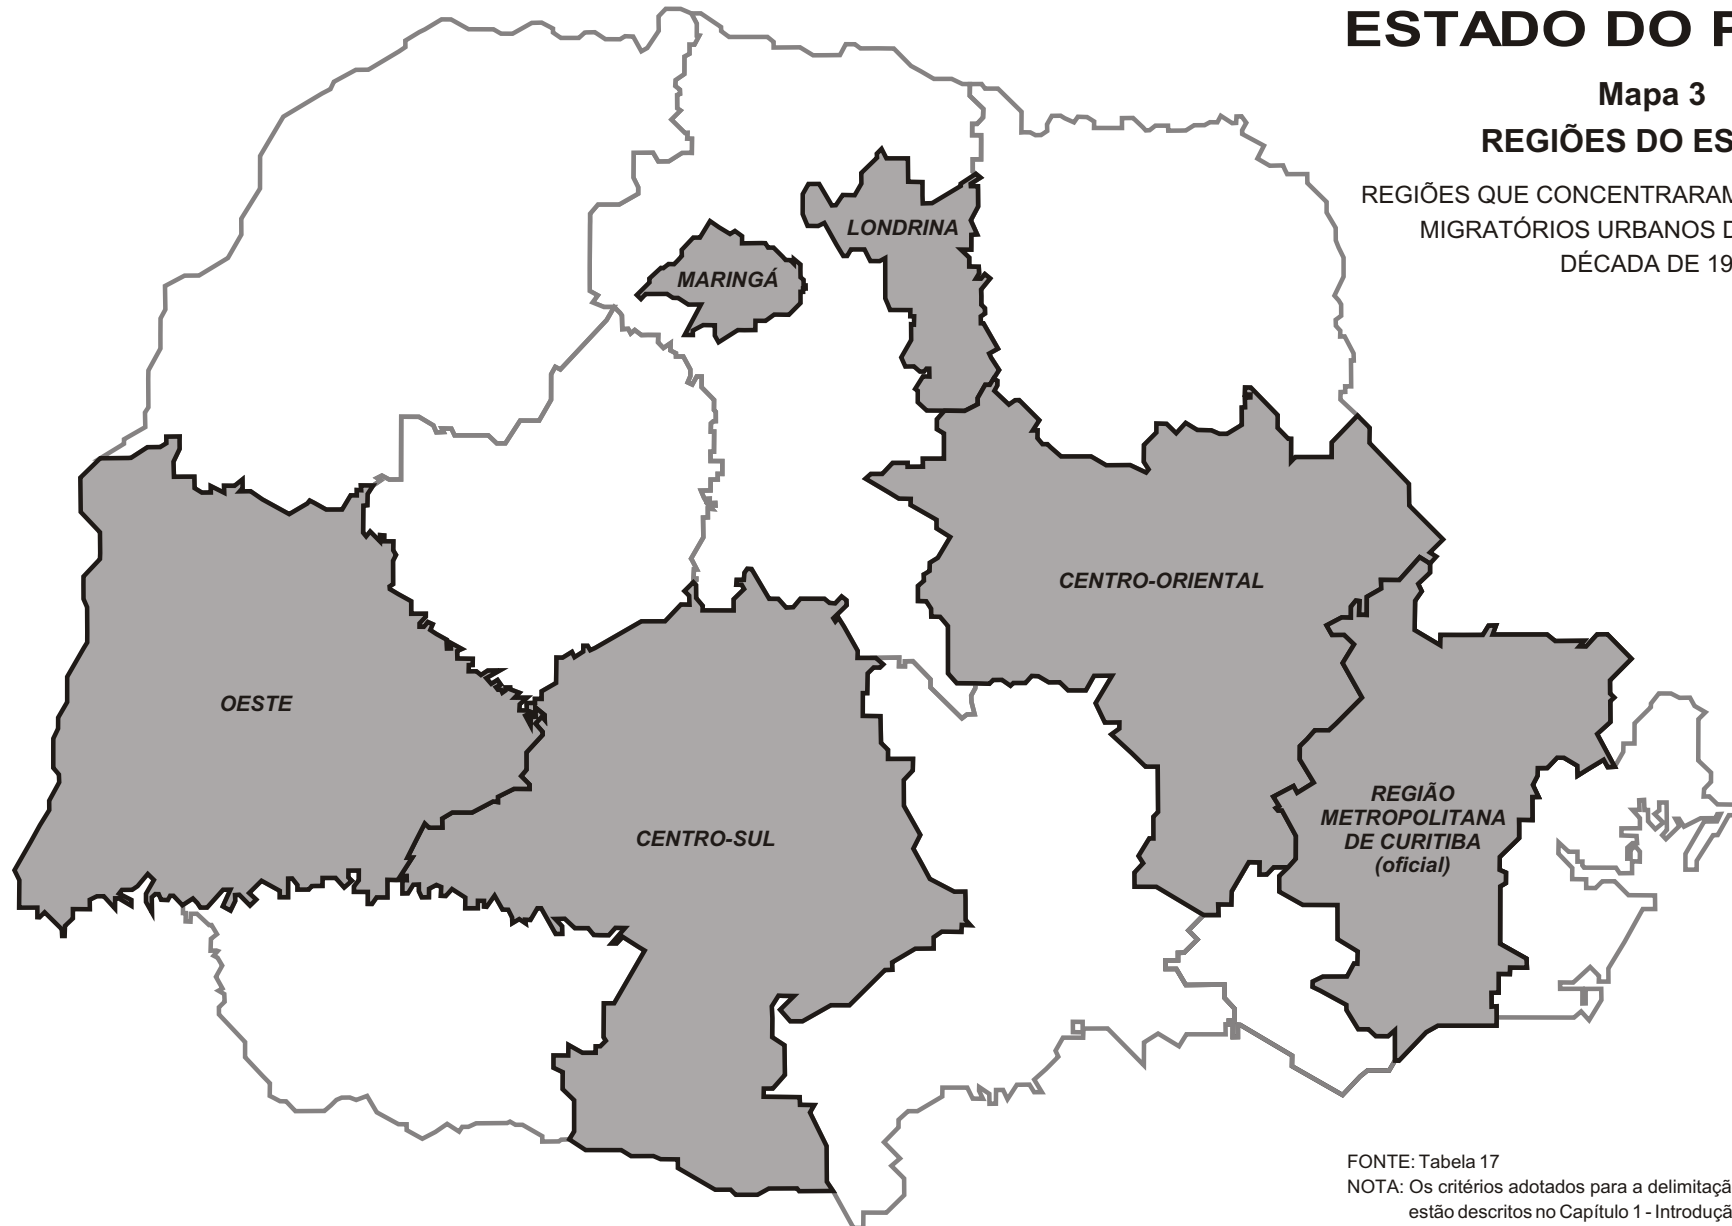 ESTADO DO P
Mapa 3
REGIÕES DO ES
REGIÕES QUE CONCENTRARAM
MIGRATÓRIOS URBANOS D
DÉCADA DE 19
LONDRINA
MARINGÁ
CENTRO-ORIENTAL
OESTE
CENTRO-SUL
REGIÃO
METROPOLITANA
DE CURITIBA
(oficial)
FONTE: Tabela 17
NOTA: Os critérios adotados para a delimitaçã
estão descritos no Capítulo 1 - Introduçã